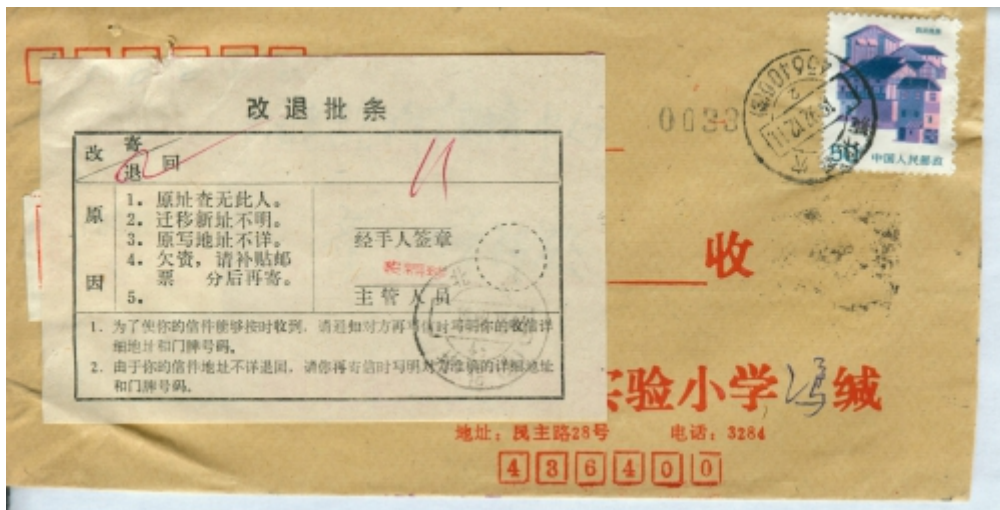 改退批条
改 寄退 回
原因
1. 原址查无此人。
2. 迁移新址不明。
3. 原写地址不详。
4. 欠资，请补贴邮
票 分后再寄。
5.
经手人签章
主管人员
1. 为了使你的信件能够按时收到，请通知对方再写信时写明你的收信详
细地址和门牌号码。
2. 由于你的信件地址不详退回，请你再寄信时写明对方准确的详细地址
和门牌号码。
0033
50 中国人民邮政
收
实验小学 冯 缄
地址：民主路28号 电话：3284
436400